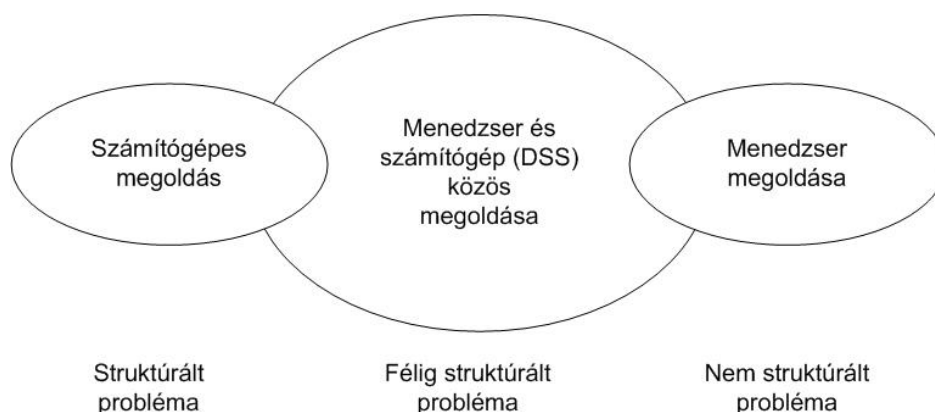 Számítógépes
megoldás
Menedzser és
számítógép (DSS)
közös
megoldása
Menedzser
megoldása
Struktúrált
probléma
Félig struktúrált
probléma
Nem struktúrált
probléma